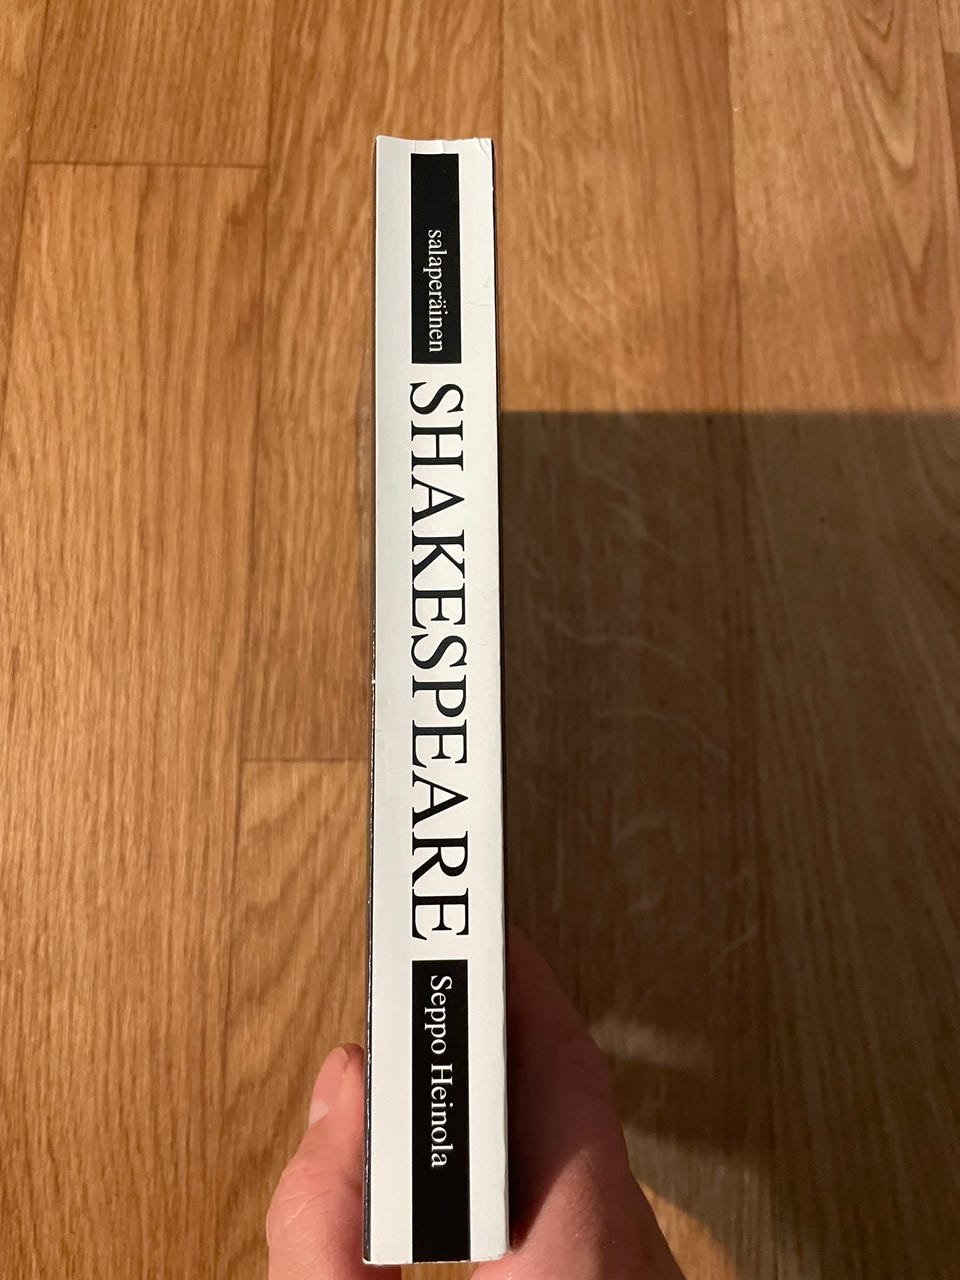 salaperäinen
SHAKESPEARE
Seppo Heinola